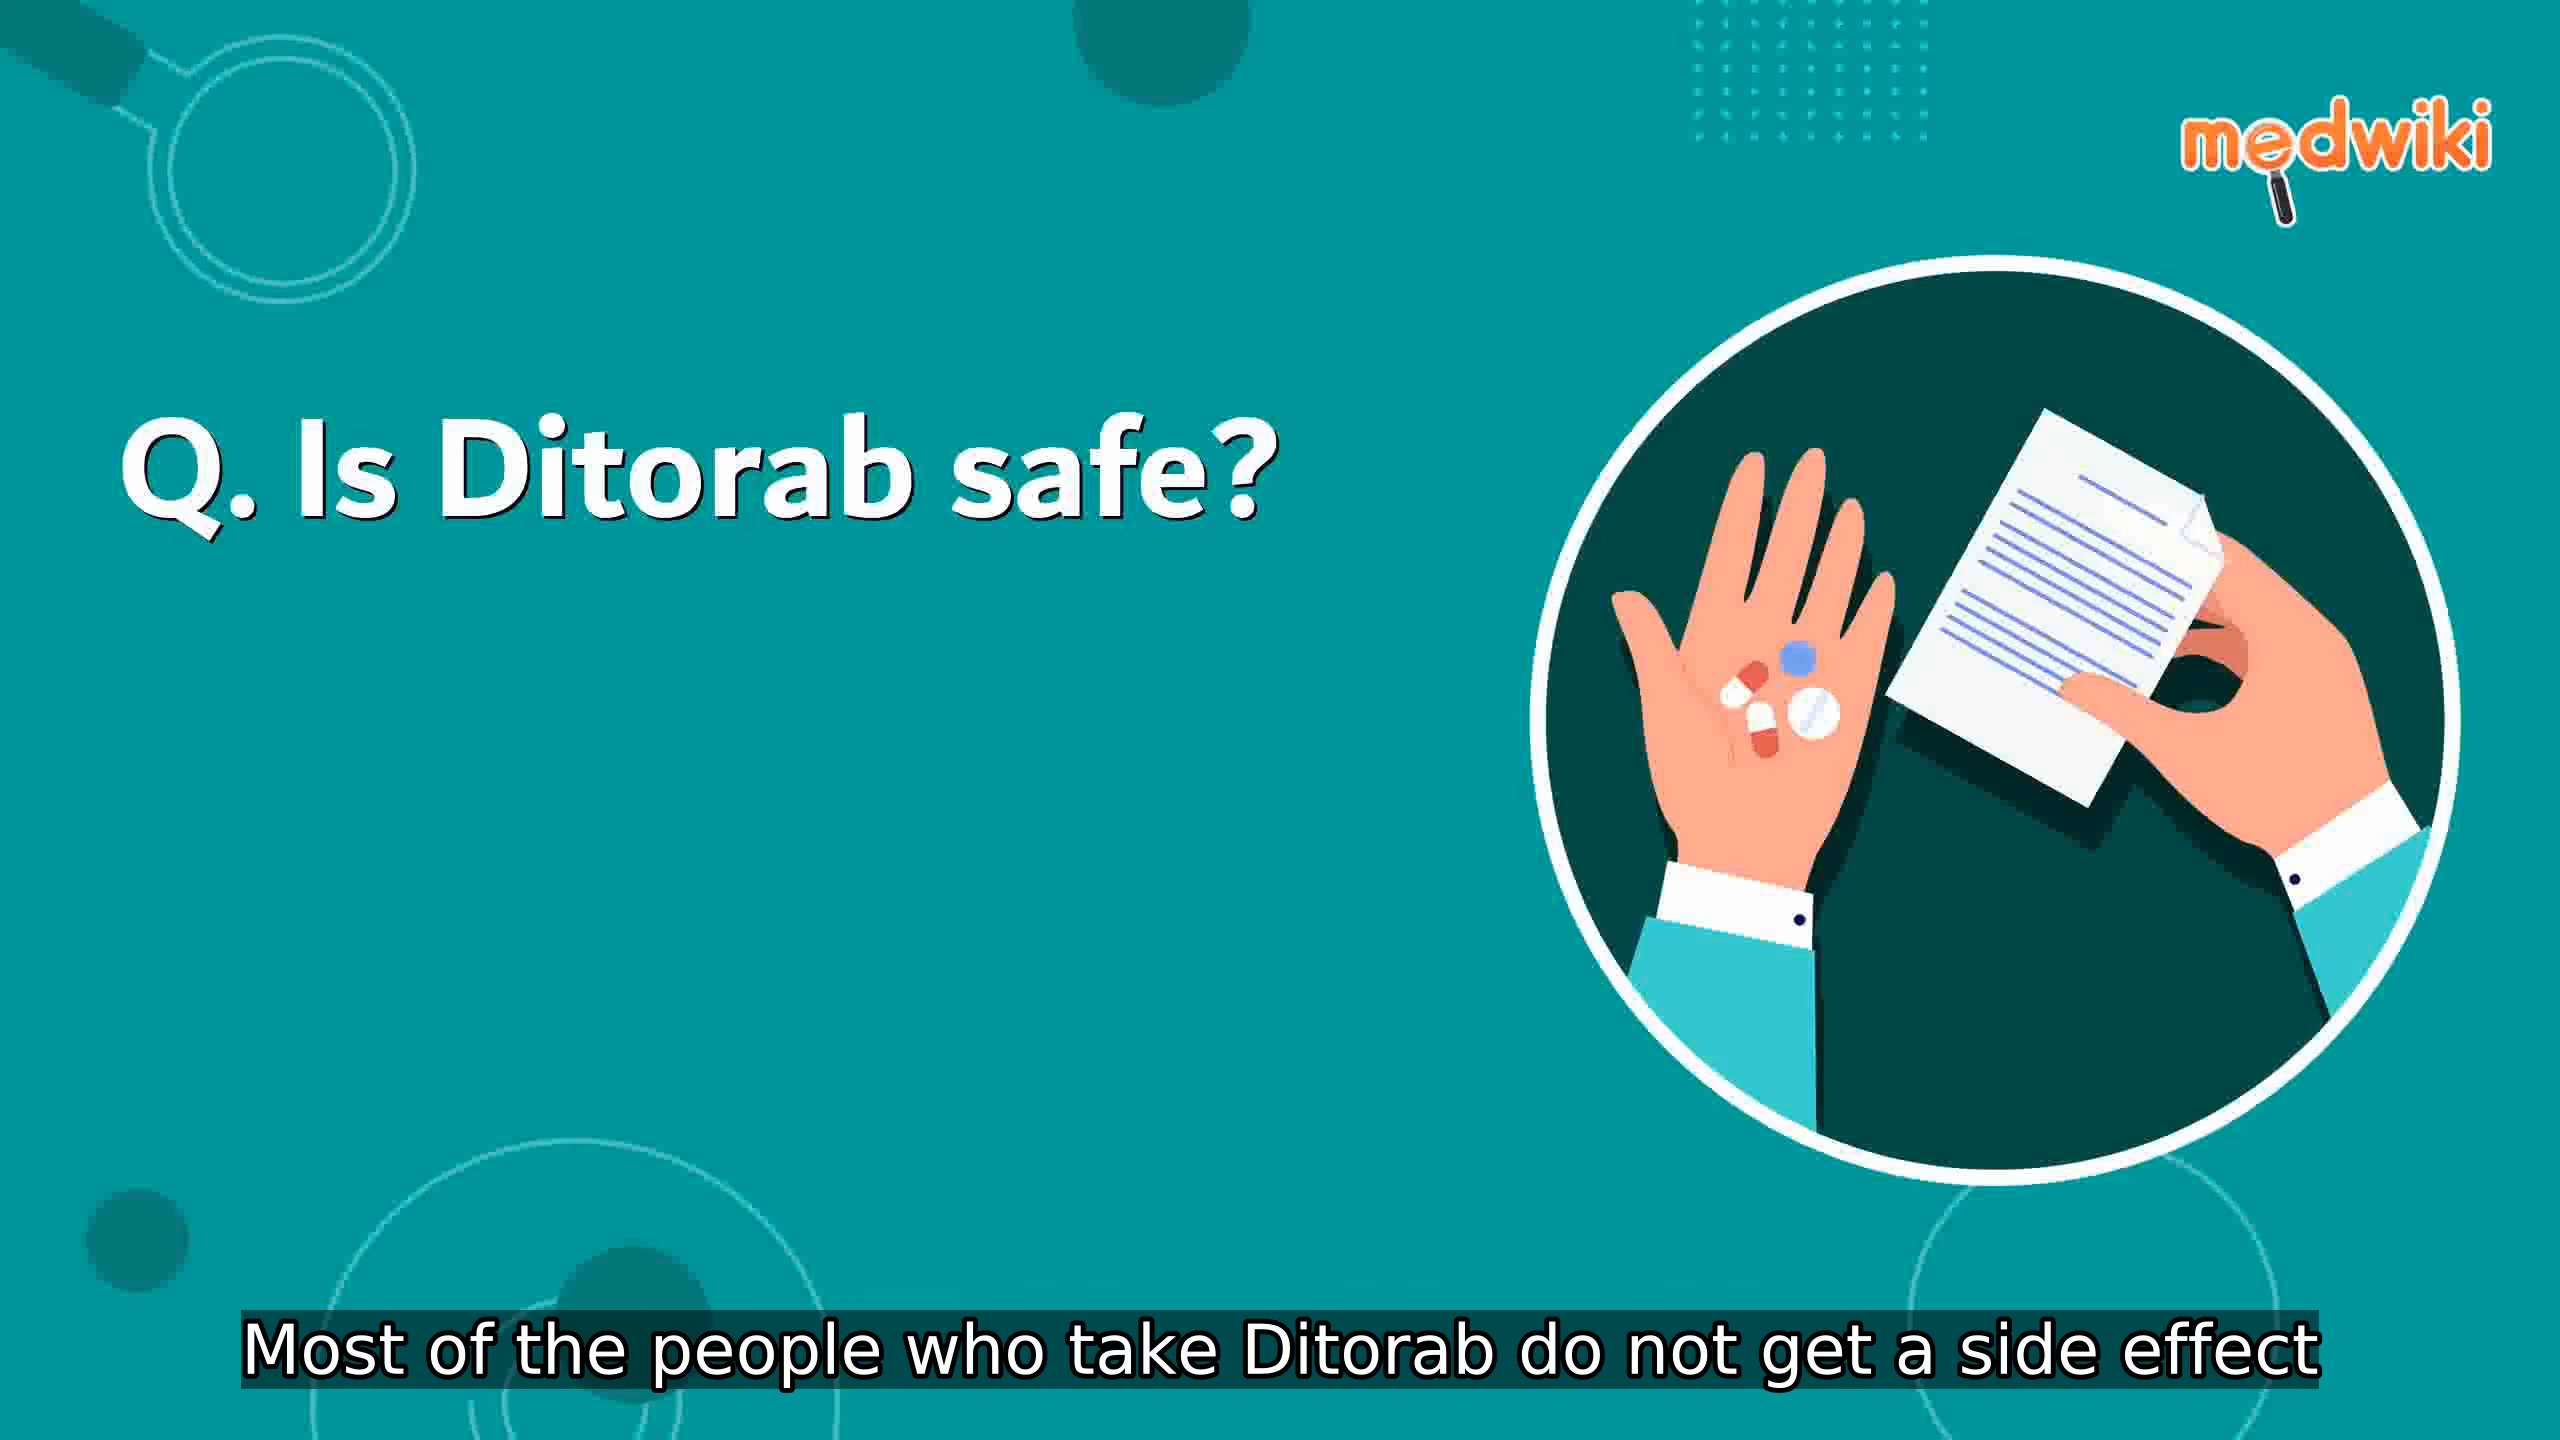 medwiki
Q. Is Ditorab safe?
Most of the people who take Ditorab do not get a side effect